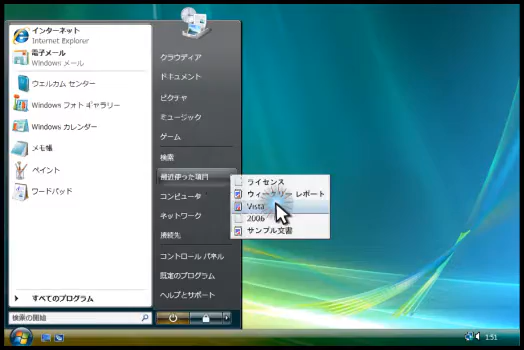 インターネット
Internet Explorer
電子メール
Windows メール
ウェルカム センター
Windows フォト ギャラリー
Windows カレンダー
メモ帳
ペイント
ワードパッド
すべてのプログラム
検索の開始
クラウディア
ドキュメント
ピクチャ
ミュージック
ゲーム
検索
最近使った項目
コンピュータ
ネットワーク
接続先
コントロール パネル
既定のプログラム
ヘルプとサポート
ライセンス
ウィークリー レポート
Vista
2006
サンプル文書
1:51